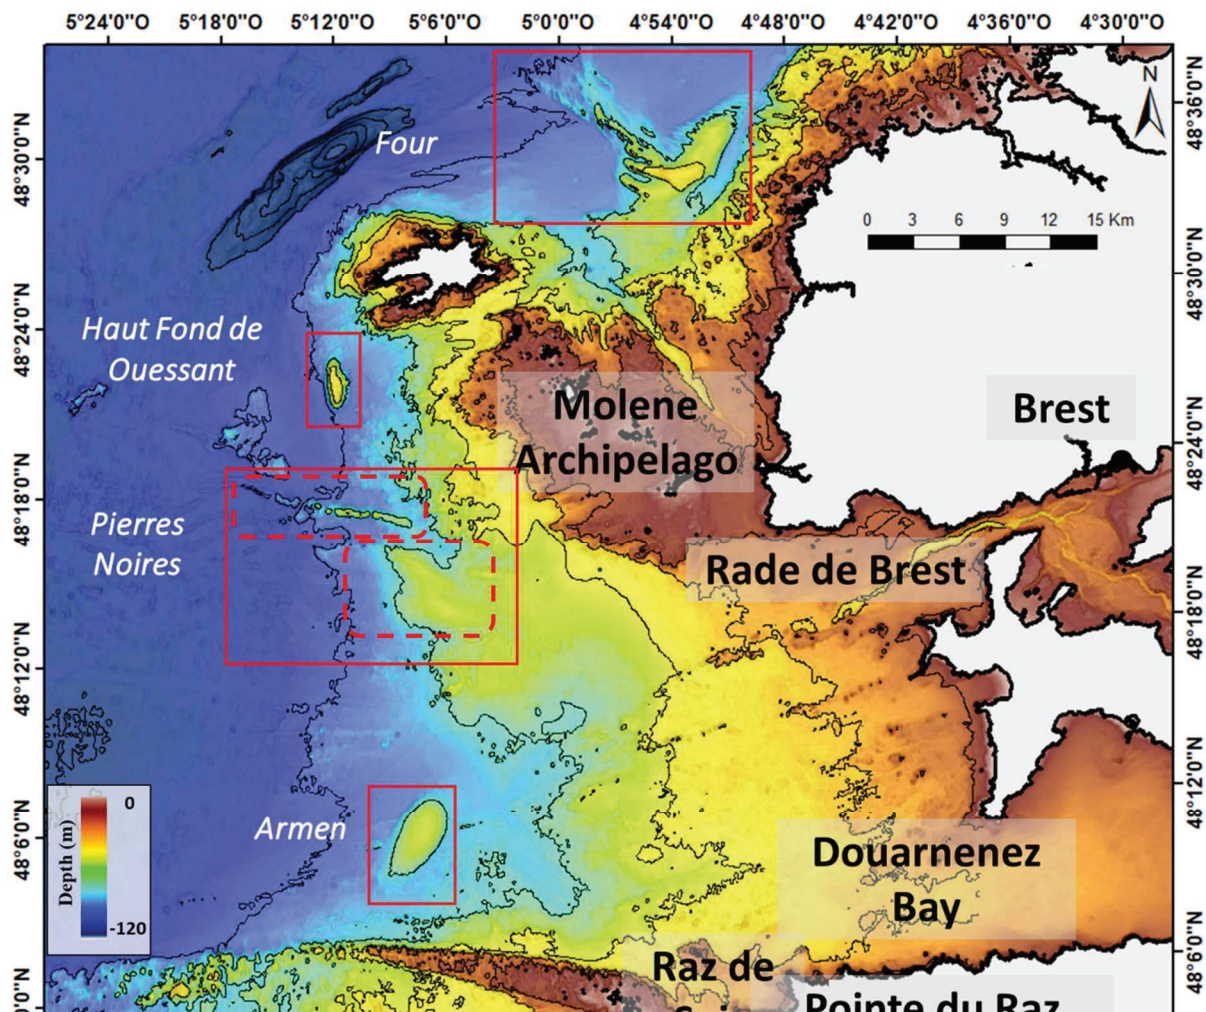 5°24'0"O 5°18'0"O 5°12'0"O 5°6'0"O 5°0'0"O 4°54'0"O 4°48'0"O 4°42'0"O 4°36'0"O 4°30'0"O
48°36'0"N
N
Four
48°30'0"N
0 3 6 9 12 15 Km
48°30'0"N
Haut Fond de
Ouessant
48°24'0"N
Molene
Archipelago
Brest
48°24'0"N
48°18'0"N
Pierres
Noires
Rade de Brest
48°18'0"N
48°12'0"N
48°12'0"N
Depth (m)
0
-120
Armen
48°6'0"N
Douarnenez
Bay
48°6'0"N
Raz de
Pointe du Raz
0'0"N